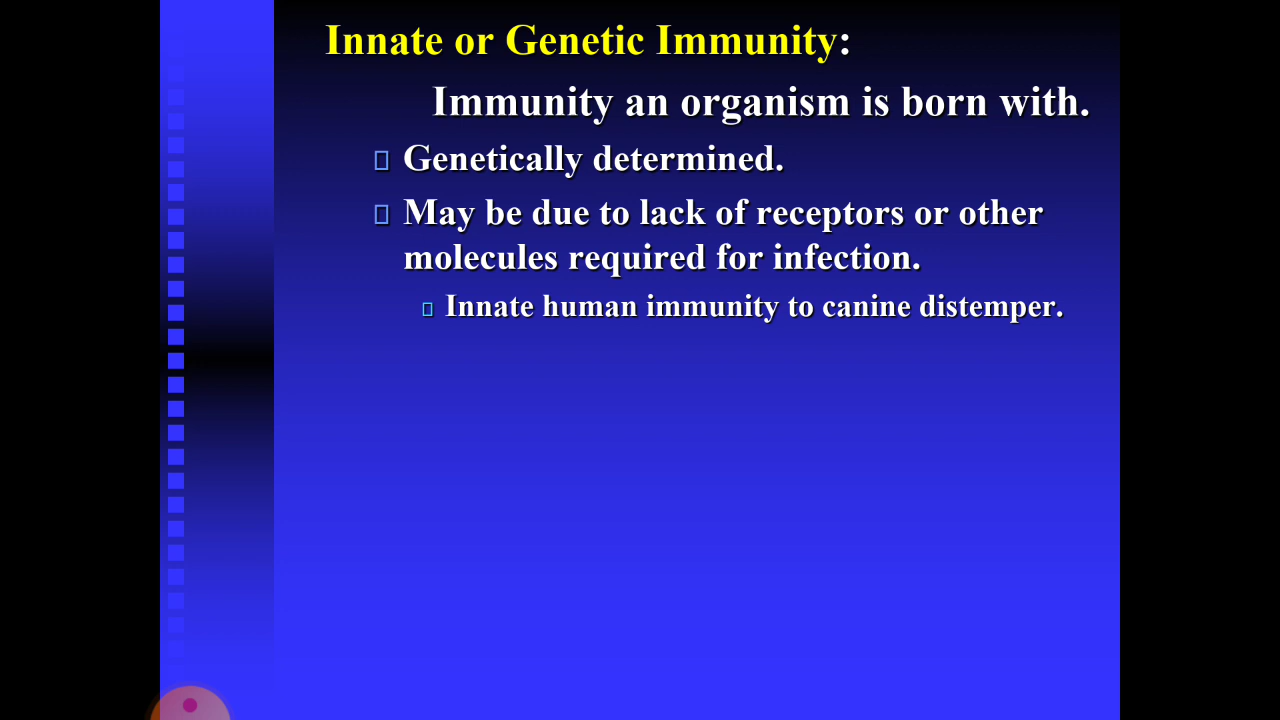 Innate or Genetic Immunity:
Immunity an organism is born with.
Genetically determined.
May be due to lack of receptors or other
molecules required for infection.
Innate human immunity to canine distemper.